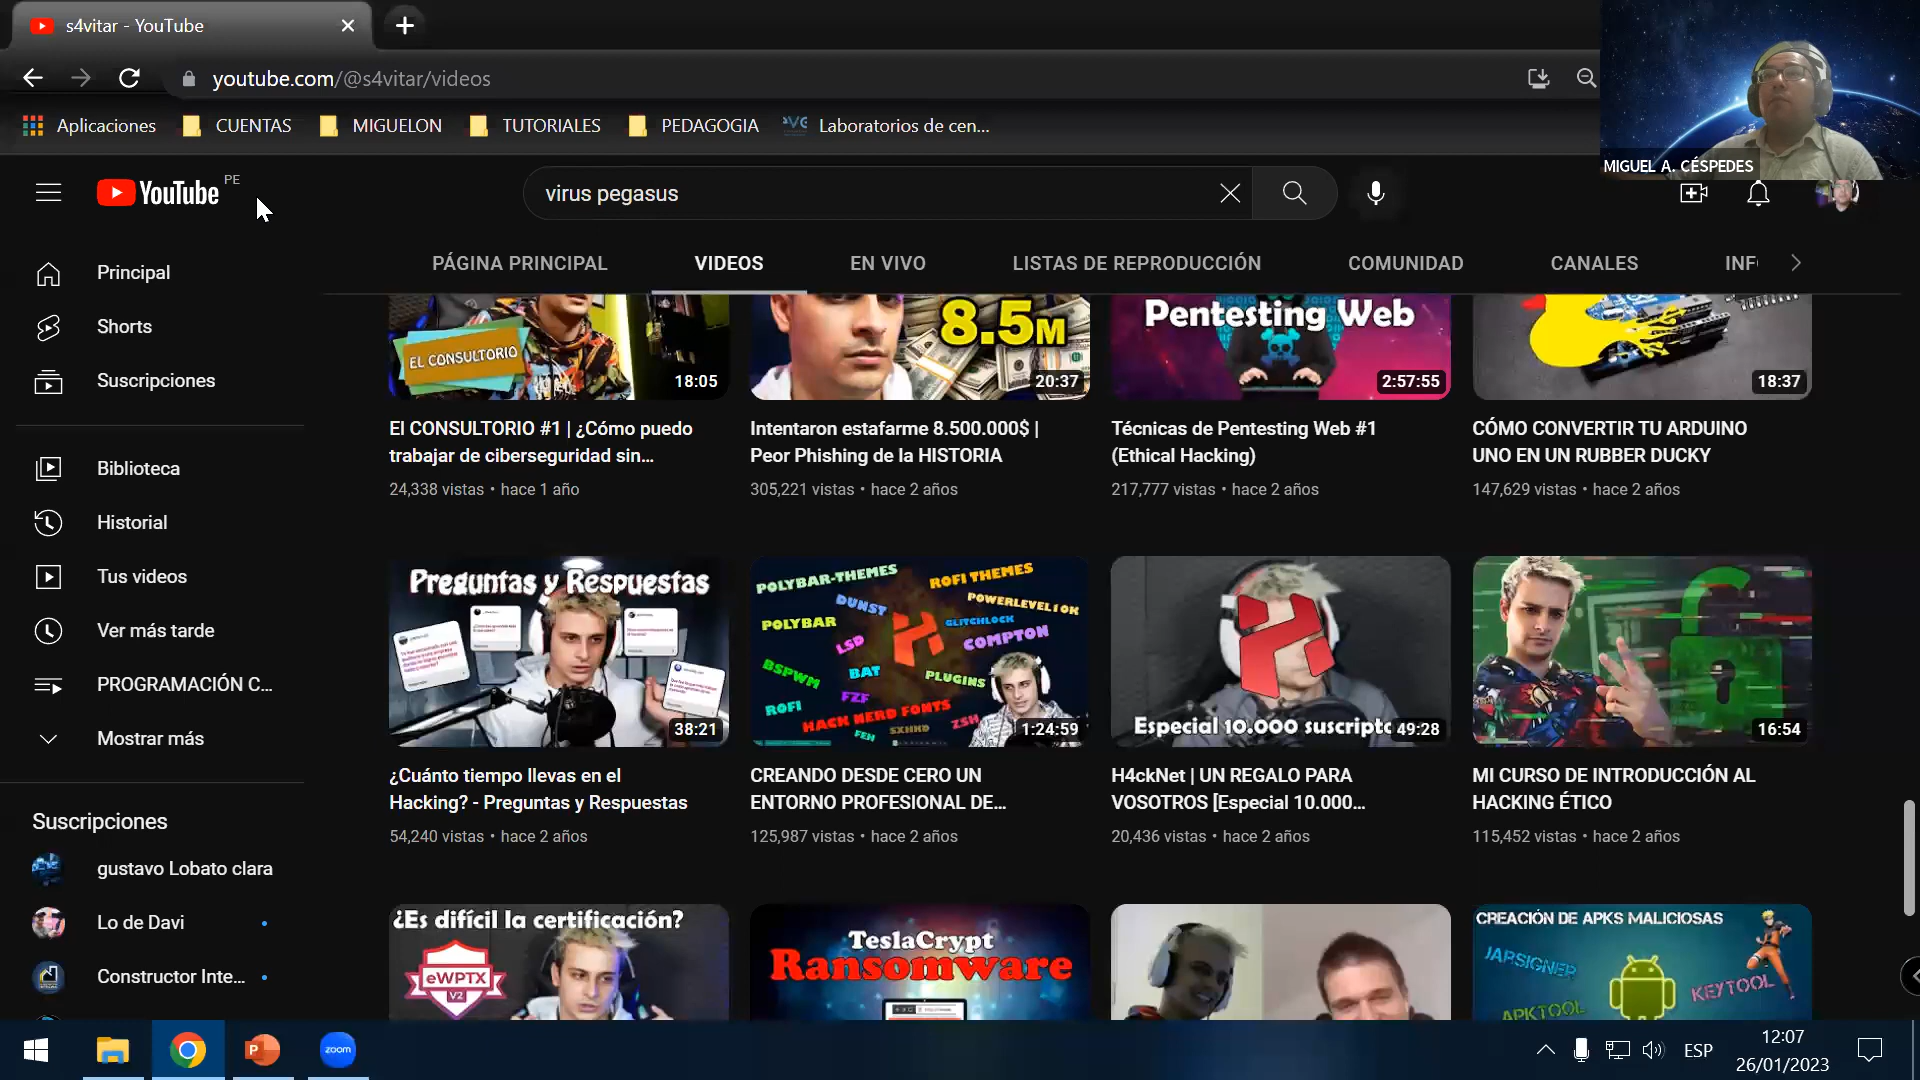 s4vitar - YouTube
youtube.com/@s4vitar/videos
Aplicaciones
CUENTAS
MIGUELON
TUTORIALES
PEDAGOGIA
Laboratorios de cen...
MIGUEL A. CÉSPEDES
YouTube
PE
virus pegasus
PÁGINA PRINCIPAL
VIDEOS
EN VIVO
LISTAS DE REPRODUCCIÓN
COMUNIDAD
CANALES
INF
Principal
Shorts
Suscripciones
Biblioteca
Historial
Tus videos
Ver más tarde
PROGRAMACIÓN C...
Mostrar más
Suscripciones
gustavo Lobato clara
Lo de Davi
Constructor Inte...
EL CONSULTORIO
18:05
El CONSULTORIO #1 | ¿Cómo puedo
trabajar de ciberseguridad sin...
24,338 vistas • hace 1 año
8.5M
20:37
Intentaron estafarme 8.500.000$ |
Peor Phishing de la HISTORIA
305,221 vistas • hace 2 años
Pentesting Web
2:57:55
Técnicas de Pentesting Web #1
(Ethical Hacking)
217,777 vistas • hace 2 años
18:37
CÓMO CONVERTIR TU ARDUINO
UNO EN UN RUBBER DUCKY
147,629 vistas • hace 2 años
Preguntas y Respuestas
38:21
¿Cuánto tiempo llevas en el
Hacking? - Preguntas y Respuestas
54,240 vistas • hace 2 años
POLYBAR-THEMES
ROFI THEMES
DUNST
POWERLEVEL10K
POLYBAR
GLITCHLOCK
LSD
COMPTON
BSPWM
BAT
PLUGINS
FZF
ROFI
HACK NERD FONTS
ZSH
FEH
SXHKD
1:24:59
CREANDO DESDE CERO UN
ENTORNO PROFESIONAL DE...
125,987 vistas • hace 2 años
Especial 10.000 suscripto
49:28
H4ckNet | UN REGALO PARA
VOSOTROS [Especial 10.000...
20,436 vistas • hace 2 años
16:54
MI CURSO DE INTRODUCCIÓN AL
HACKING ÉTICO
115,452 vistas • hace 2 años
¿Es difícil la certificación?
eWPTX
V2
TeslaCrypt
Ransomware
CREACIÓN DE APKS MALICIOSAS
JARSIGNER
KEYTOOL
APKTOOL
zoom
ESP
12:07
26/01/2023